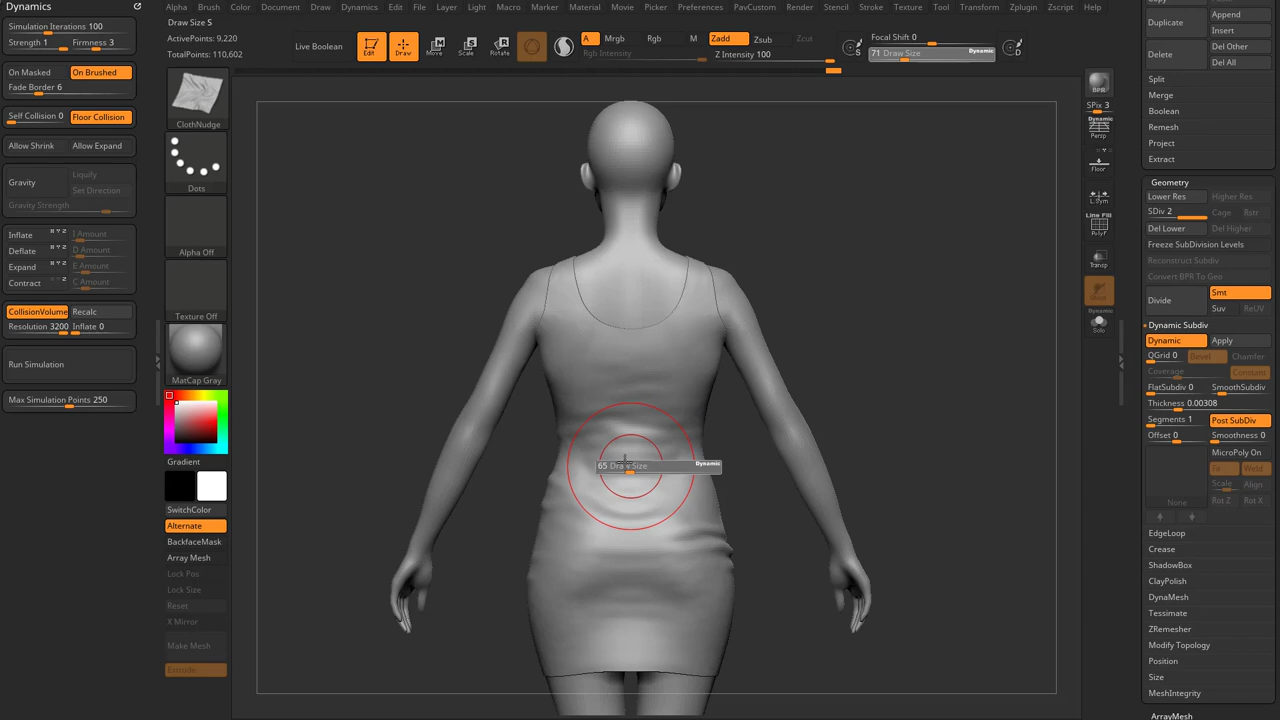 Dynamics
Simulation Iterations 100
Strength 1 Firmness 3
On Masked On Brushed
Fade Border 6
Self Collision 0 Floor Collision
Allow Shrink Allow Expand
Gravity Liquify
Set Direction
Gravity Strength
Inflate I Amount
Deflate D Amount
Expand E Amount
Contract C Amount
CollisionVolume Recalc
Resolution 3200 Inflate 0
Run Simulation
Max Simulation Points 250
Alpha Brush Color Document Draw Dynamics Edit File Layer Light Macro Marker Material Movie Picker Preferences PavCustom Render Stencil Stroke Texture Tool Transform Zplugin Zscript Help
Draw Size S
ActivePoints: 9,220
TotalPoints: 110,602
Live Boolean
Edit Draw Move Scale Rotate
A Mrgb Rgb M
Rgb Intensity
Zadd Zsub Zcut
Z Intensity 100
S
Focal Shift 0
71 Draw Size Dynamic
D
ClothNudge
Dots
Alpha Off
Texture Off
MatCap Gray
Gradient
SwitchColor
Alternate
BackfaceMask
Array Mesh
Lock Pos
Lock Size
Reset
X Mirror
Make Mesh
Extrude
65 Draw Size Dynamic
BPR
SPix 3
Dynamic
Persp
Floor
L.Sym
Line Fill
PolyF
Transp
Ghost
Dynamic
Solo
Duplicate Append
Insert
Delete Del Other
Del All
Split
Merge
Boolean
Remesh
Project
Extract
Geometry
Lower Res Higher Res
SDiv 2 Cage Rstr
Del Lower Del Higher
Freeze SubDivision Levels
Reconstruct Subdiv
Convert BPR To Geo
Divide Smt
Suv ReUV
Dynamic Subdiv
Dynamic Apply
QGrid 0 Bevel Chamfer
Coverage Constant
FlatSubdiv 0 SmoothSubdiv
Thickness 0.00308
Segments 1 Post SubDiv
Offset 0 Smoothness 0
MicroPoly On
Fit Weld
Scale Align
None Rot Z Rot X
EdgeLoop
Crease
ShadowBox
ClayPolish
DynaMesh
Tessimate
ZRemesher
Modify Topology
Position
Size
MeshIntegrity
ArrayMesh